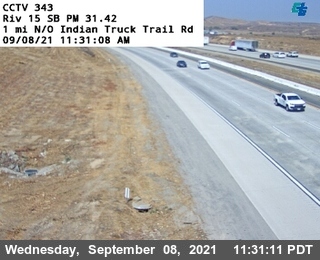 CCTV 343
Riv 15 SB PM 31.42
1 mi N/O Indian Truck Trail Rd
09/08/21 11:31:08 AM
Wednesday, September 08, 2021 11:31:11 PDT